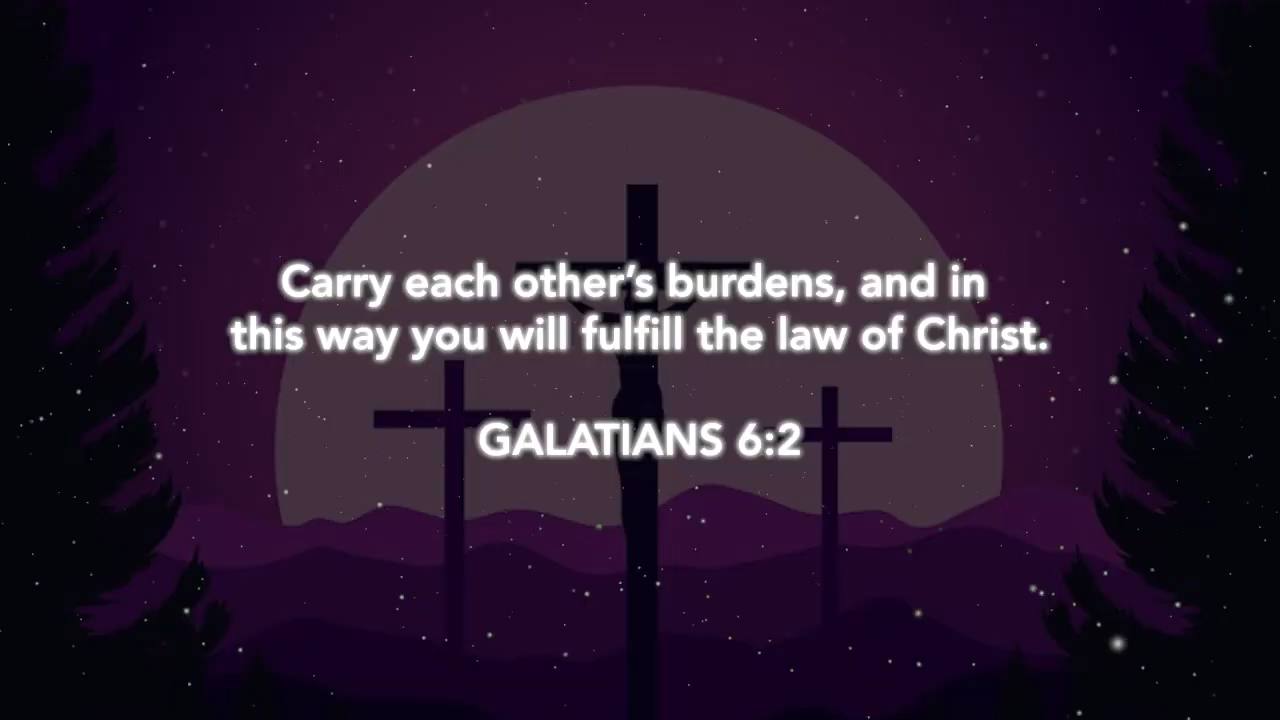 Carry each other’s burdens, and in
this way you will fulfill the law of Christ.
GALATIANS 6:2